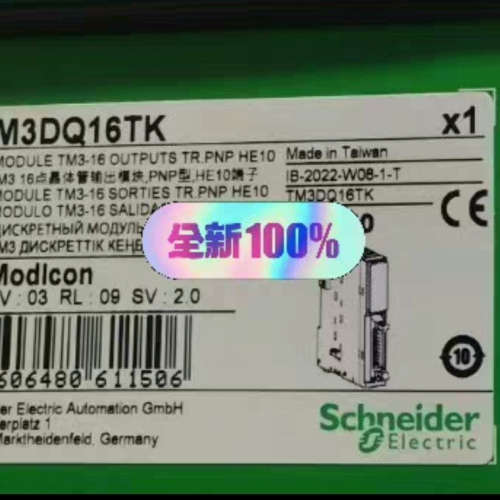 M3DQ16TK
x1
MODULE TM3-16 OUTPUTS TR.PNP HE10
Made in Taiwan
M3 16点晶体管输出模块,PNP型,HE10端子
IB-2022-W08-1-T
MODULE TM3-16 SORTIES TR.PNP HE10
TM3DQ16TK
MODULO TM3-16 SALIDA
ДИСКРЕТНЫЙ МОДУЛЬ
M3 ДИСКРЕТТІК КЕҢЕ
全新100%
CE
ModIcon
V : 03 RL : 09 SV : 2.0
10
606480 611506
er Electric Automation GmbH
erplatz 1
Marktheidenfeld, Germany
Schneider
Electric